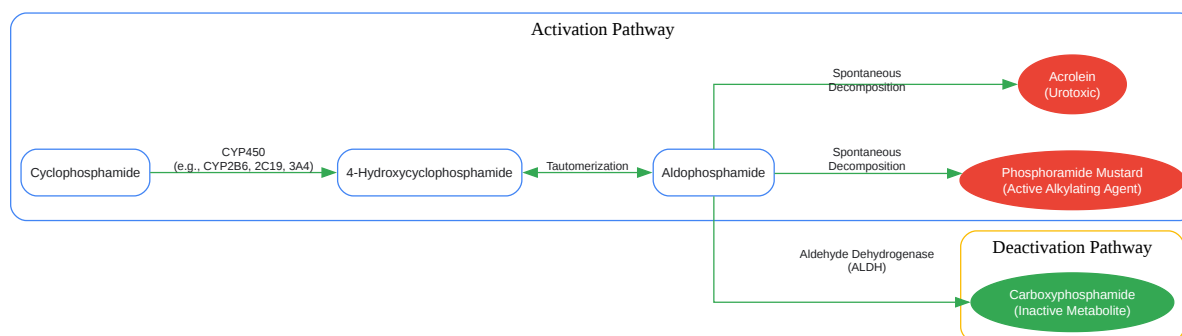 Activation Pathway
Spontaneous
Decomposition
Acrolein
(Urotoxic)
CYP450
(e.g., CYP2B6, 2C19, 3A4)
Cyclophosphamide
4-Hydroxycyclophosphamide
Tautomerization
Aldophosphamide
Spontaneous
Decomposition
Phosphoramide Mustard
(Active Alkylating Agent)
Deactivation Pathway
Aldehyde Dehydrogenase
(ALDH)
Carboxyphosphamide
(Inactive Metabolite)